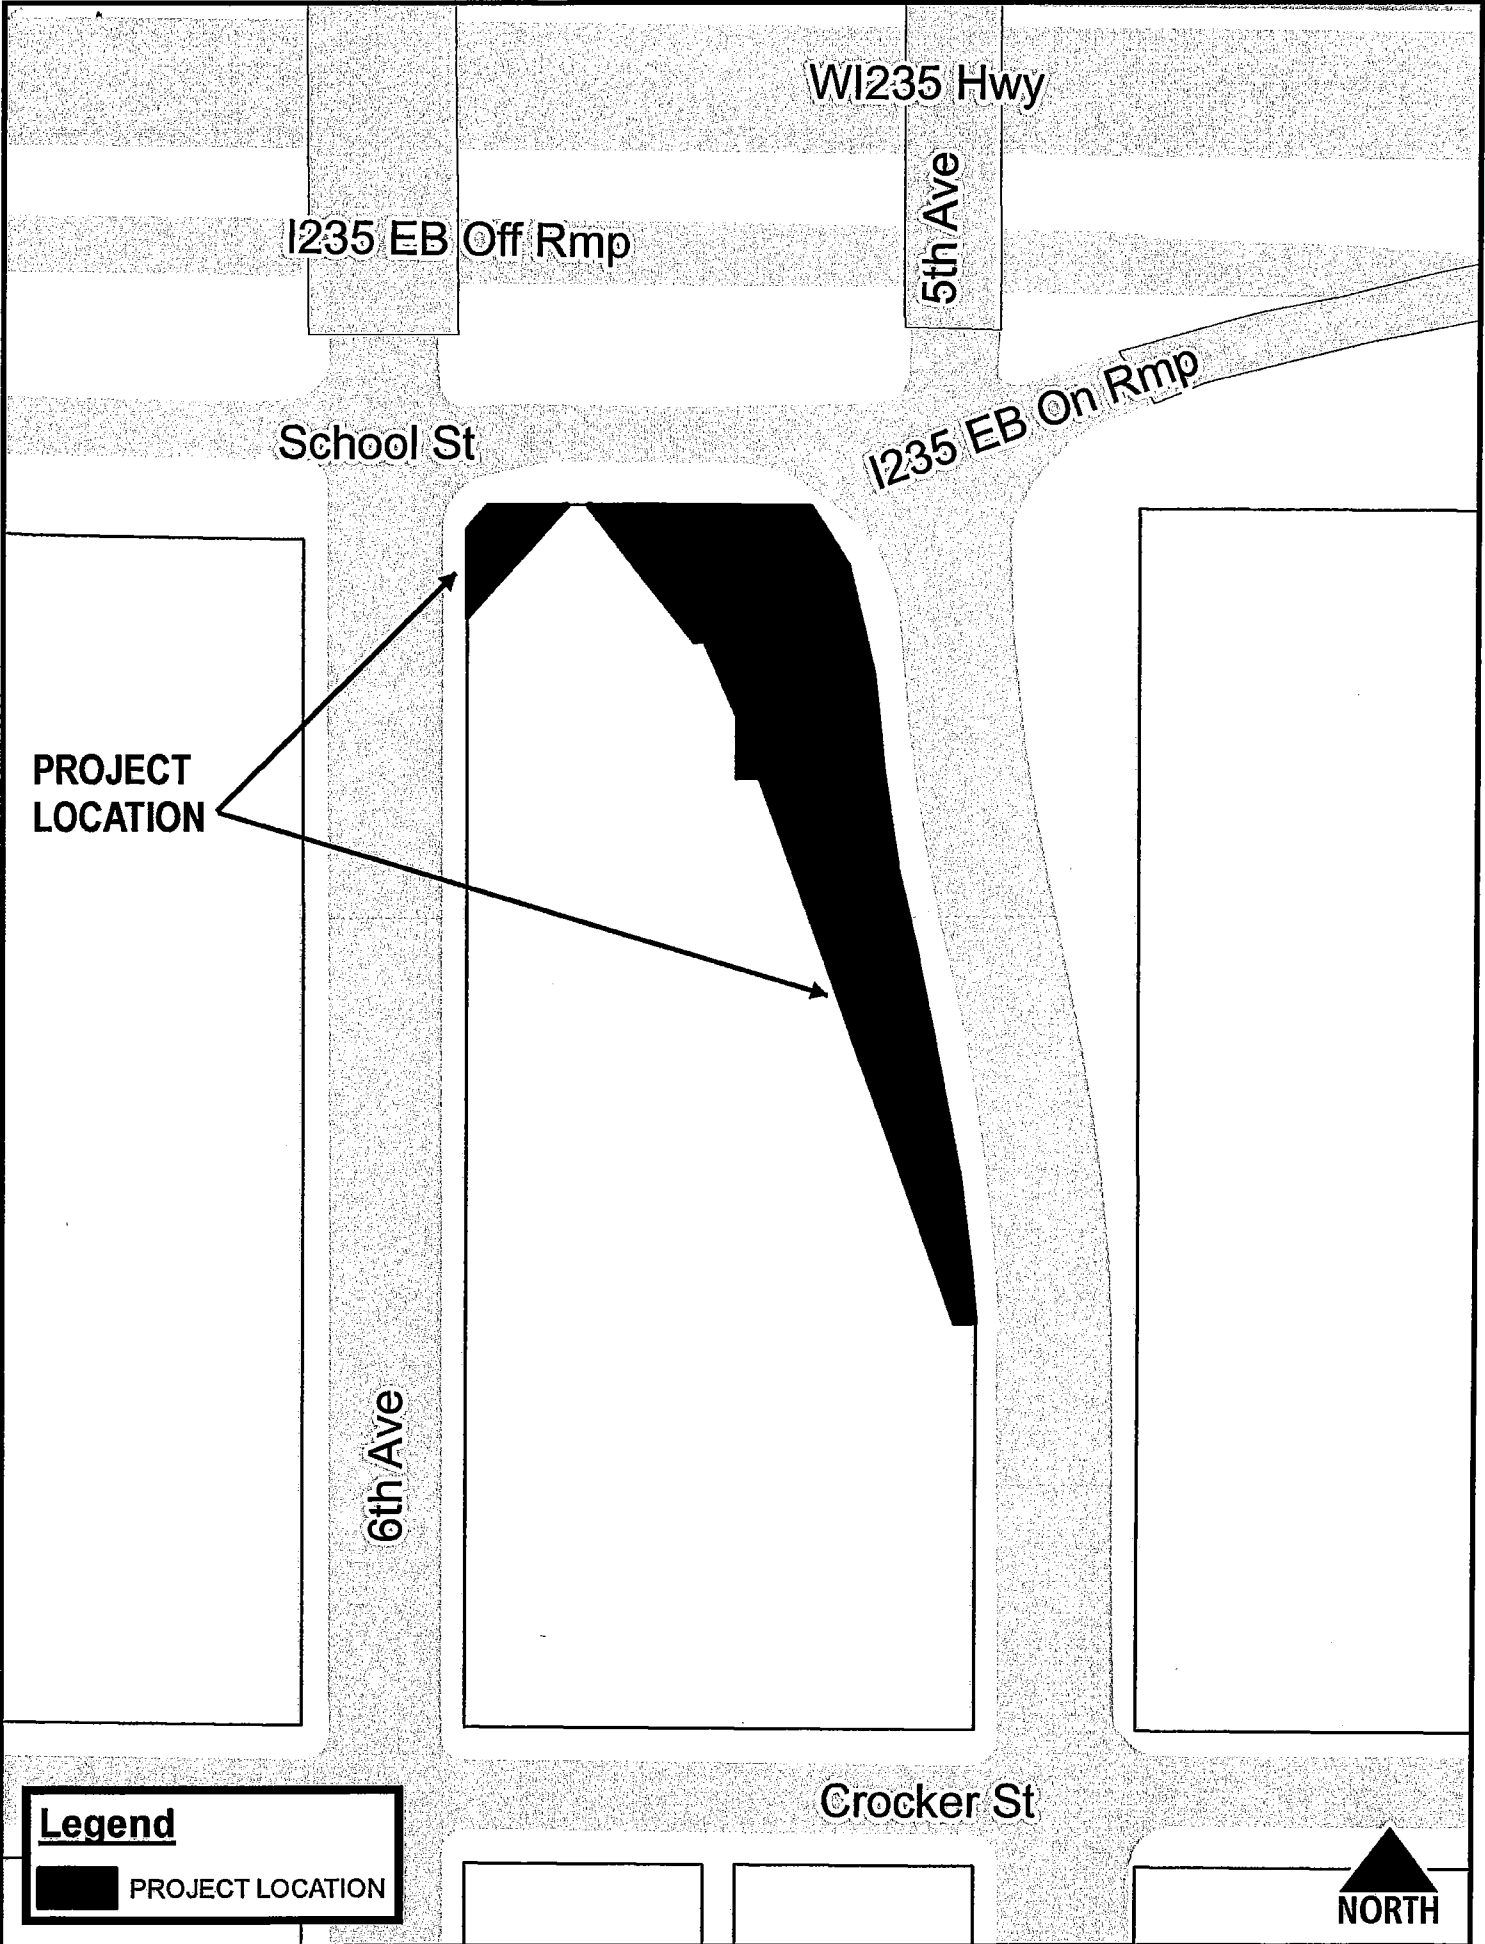 WI235 Hwy
5th Ave
I235 EB Off Rmp
I235 EB On Rmp
School St
PROJECT
LOCATION
6th Ave
Crocker St
Legend
PROJECT LOCATION
NORTH